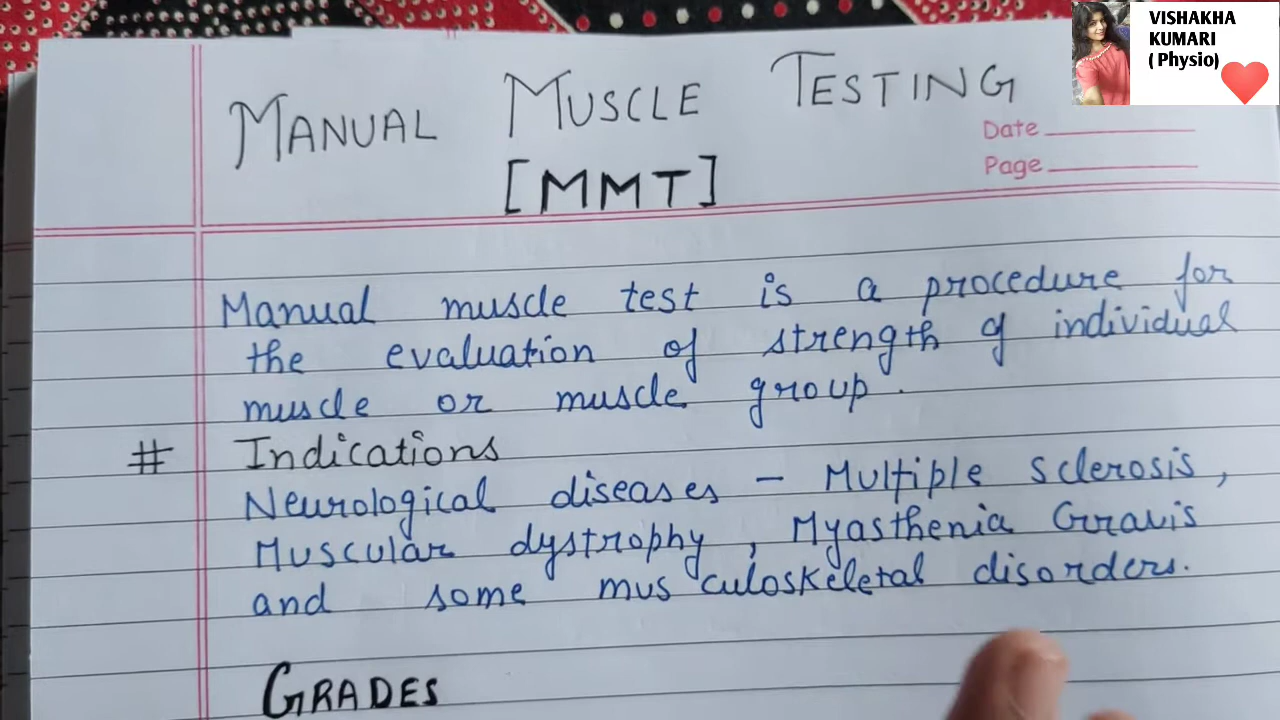 VISHAKHA
KUMARI
( Physio)
MANUAL MUSCLE TESTING
[MMT]
Date
Page
Manual muscle test is a procedure for
the evaluation of strength of individual
muscle or muscle group.
# Indications
Neurological diseases - Multiple Sclerosis,
Muscular dystrophy, Myasthenia Gravis
and some musculoskeletal disorders.
GRADES